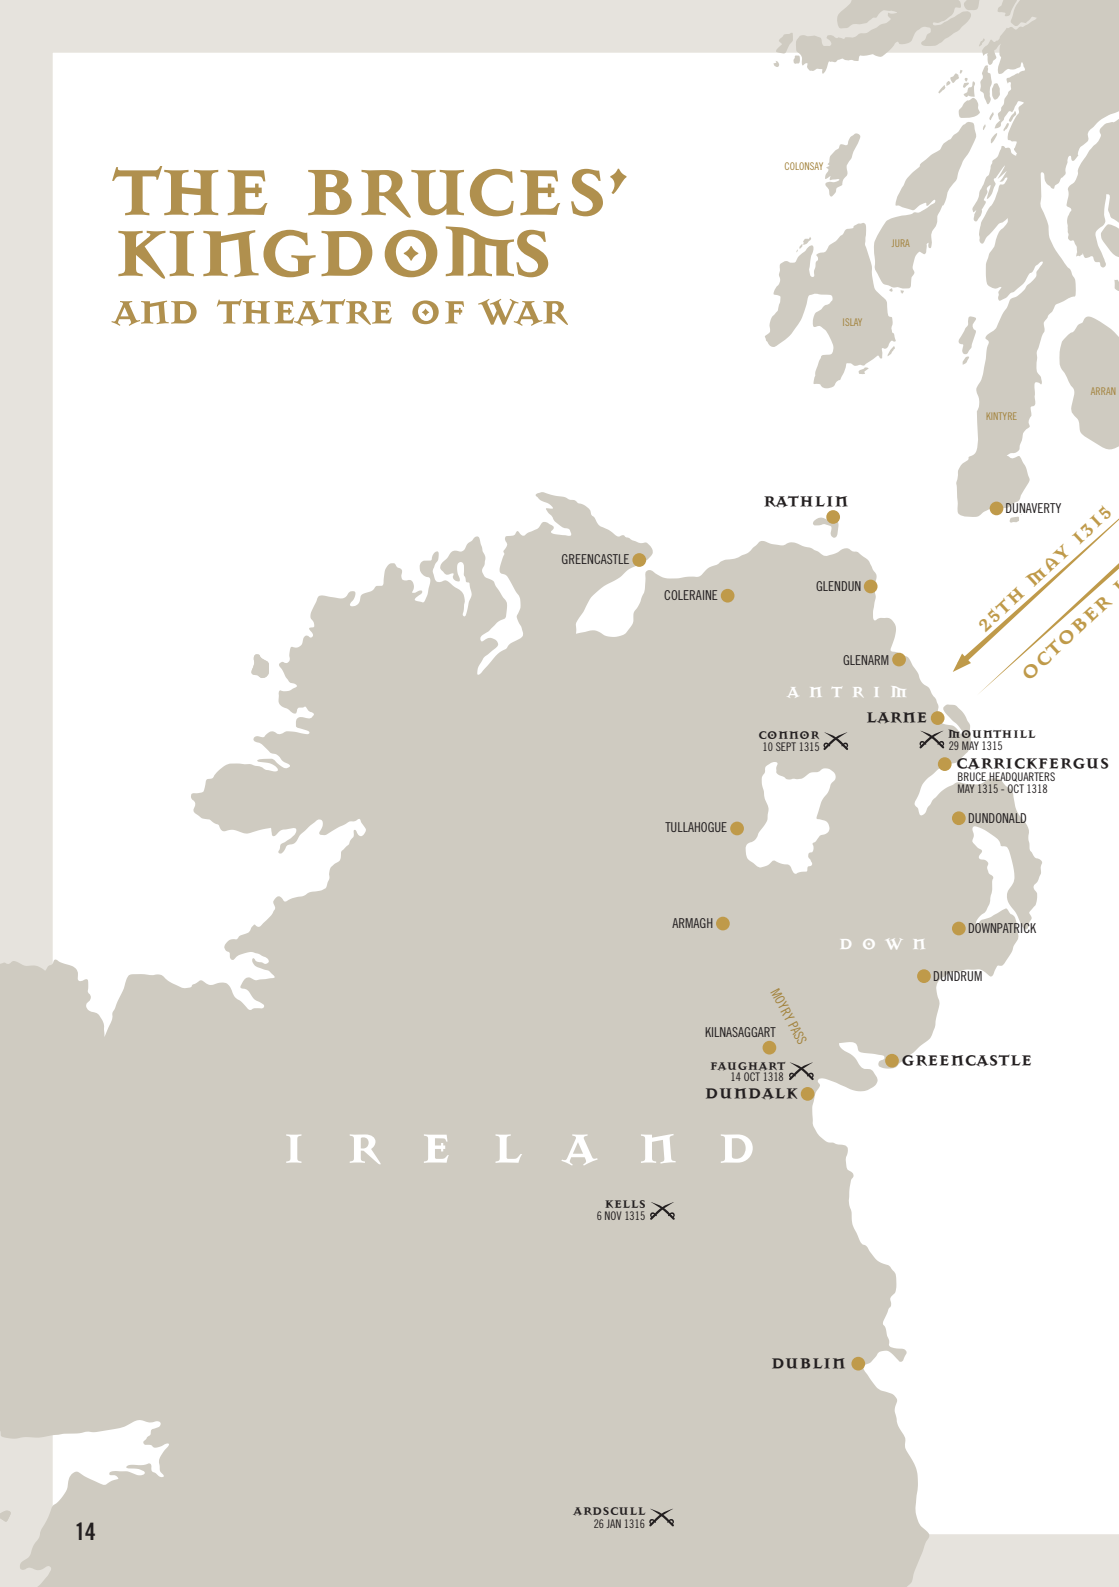 THE BRUCES'
KINGDOMS
AND THEATRE OF WAR
COLONSAY
JURA
ISLAY
ARRAN
KINTYRE
RATHLIN
DUNAVERTY
25TH MAY 1315
OCTOBER
GREENCASTLE
COLERAINE
GLENDUN
GLENARM
ANTRIM
LARNE
CONNOR
10 SEPT 1315
MOUNTHILL
29 MAY 1315
CARRICKFERGUS
BRUCE HEADQUARTERS
MAY 1315 - OCT 1318
DUNDONALD
TULLAHOGUE
ARMAGH
DOWNPATRICK
DOWN
DUNDRUM
MOYRY PASS
KILNASAGGART
FAUGHART
14 OCT 1318
GREENCASTLE
DUNDALK
IRELAND
KELLS
6 NOV 1315
DUBLIN
ARDSCULL
26 JAN 1316
14